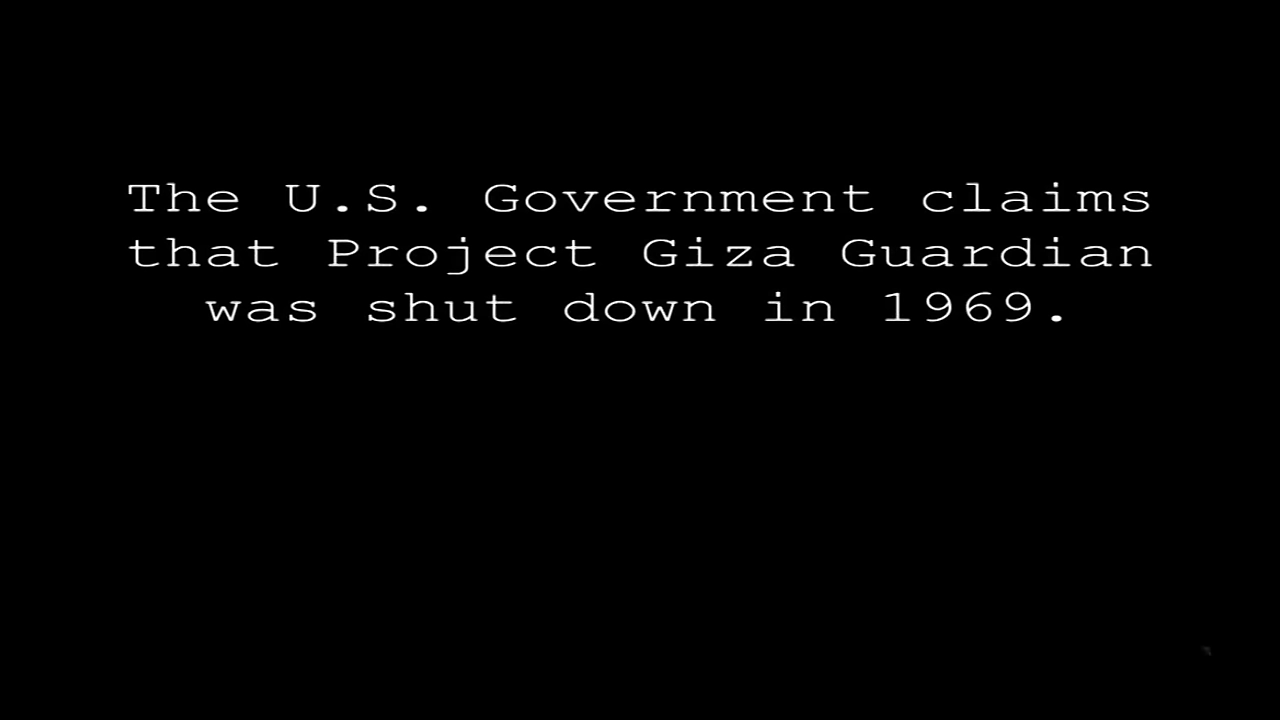 The U.S. Government claims
that Project Giza Guardian
was shut down in 1969.